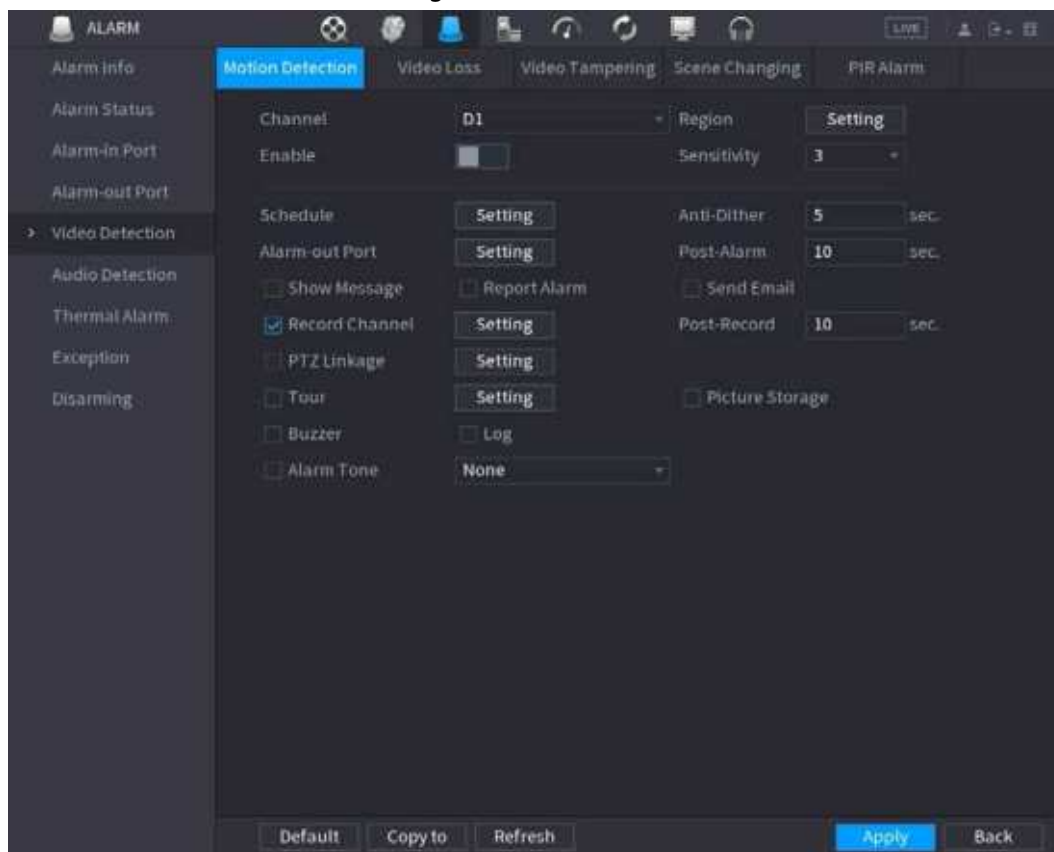 ALARM LIVE
Alarm Info
Alarm Status
Alarm-in Port
Alarm-out Port
> Video Detection
Audio Detection
Thermal Alarm
Exception
Disarming
Motion Detection Video Loss Video Tampering Scene Changing PIR Alarm
Channel D1 Region Setting
Enable Sensitivity 3
Schedule Setting Anti-Dither 5 sec.
Alarm-out Port Setting Post-Alarm 10 sec.
Show Message Report Alarm Send Email
Record Channel Setting Post-Record 10 sec.
PTZ Linkage Setting
Tour Setting Picture Storage
Buzzer Log
Alarm Tone None
Default Copy to Refresh Apply Back